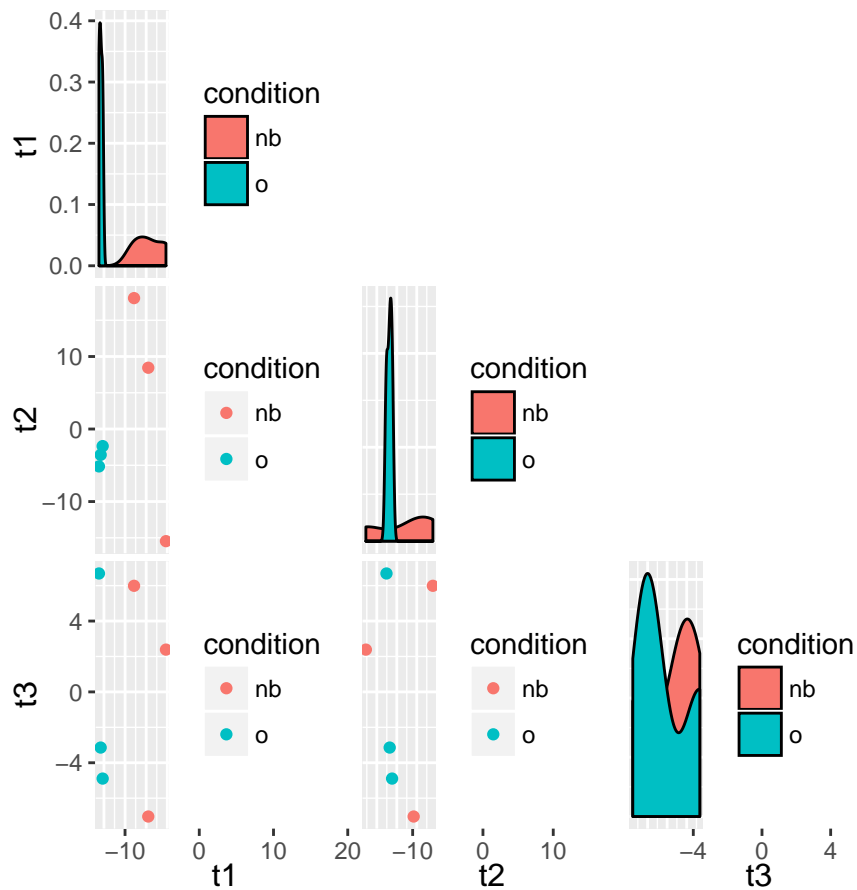 0.4
0.3
0.2
0.1
0.0
t1
condition
nb
o
10
0
−10
t2
condition
nb
o
condition
nb
o
4
0
−4
t3
condition
nb
o
condition
nb
o
condition
nb
o
−10 0 10 20
−10 0 10
−4 0 4
t1 t2 t3